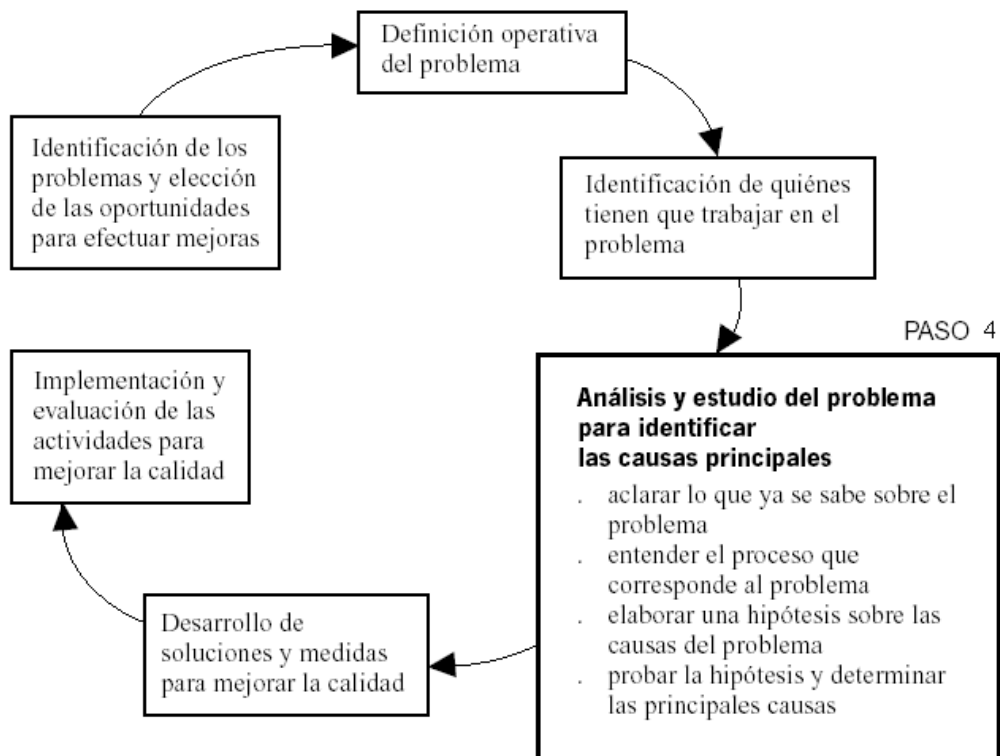 Definición operativa
del problema
Identificación de los
problemas y elección
de las oportunidades
para efectuar mejoras
Identificación de quiénes
tienen que trabajar en el
problema
PASO 4
Análisis y estudio del problema
para identificar
las causas principales
. aclarar lo que ya se sabe sobre el
problema
. entender el proceso que
corresponde al problema
. elaborar una hipótesis sobre las
causas del problema
. probar la hipótesis y determinar
las principales causas
Desarrollo de
soluciones y medidas
para mejorar la calidad
Implementación y
evaluación de las
actividades para
mejorar la calidad